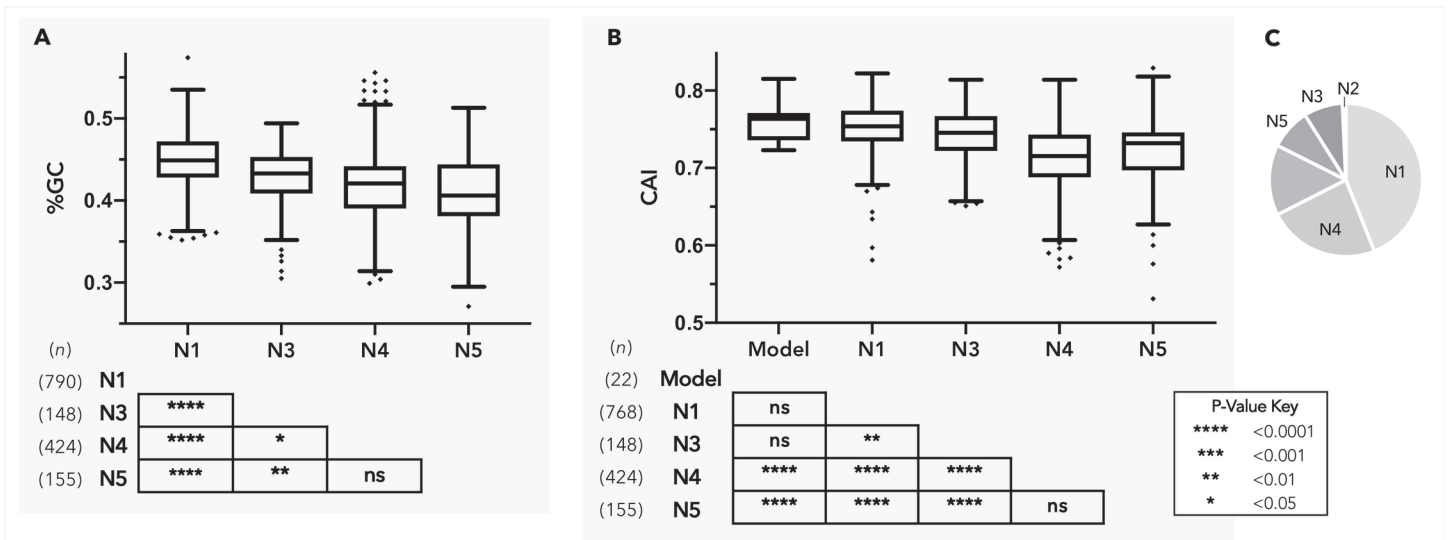 A
%GC
0.5
0.4
0.3
N1 N3 N4 N5
(n)
(790) N1
(148) N3 ****
(424) N4 **** *
(155) N5 **** ** ns
B
CAI
0.8
0.7
0.6
0.5
Model N1 N3 N4 N5
(n)
(22) Model
(768) N1 ns
(148) N3 ns **
(424) N4 **** **** ****
(155) N5 **** **** **** ns
C
N2
N3
N5
N1
N4
P-Value Key
**** <0.0001
*** <0.001
** <0.01
* <0.05